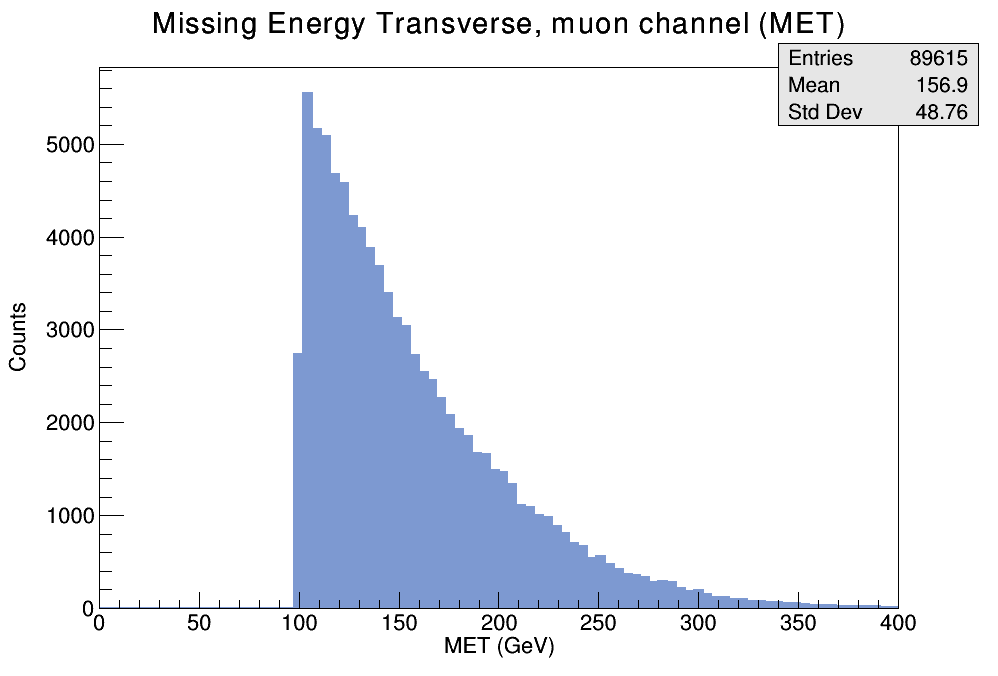 Missing Energy Transverse, muon channel (MET)
Entries 89615
Mean 156.9
Std Dev 48.76
Counts
5000
4000
3000
2000
1000
0
0 50 100 150 200 250 300 350 400
MET (GeV)